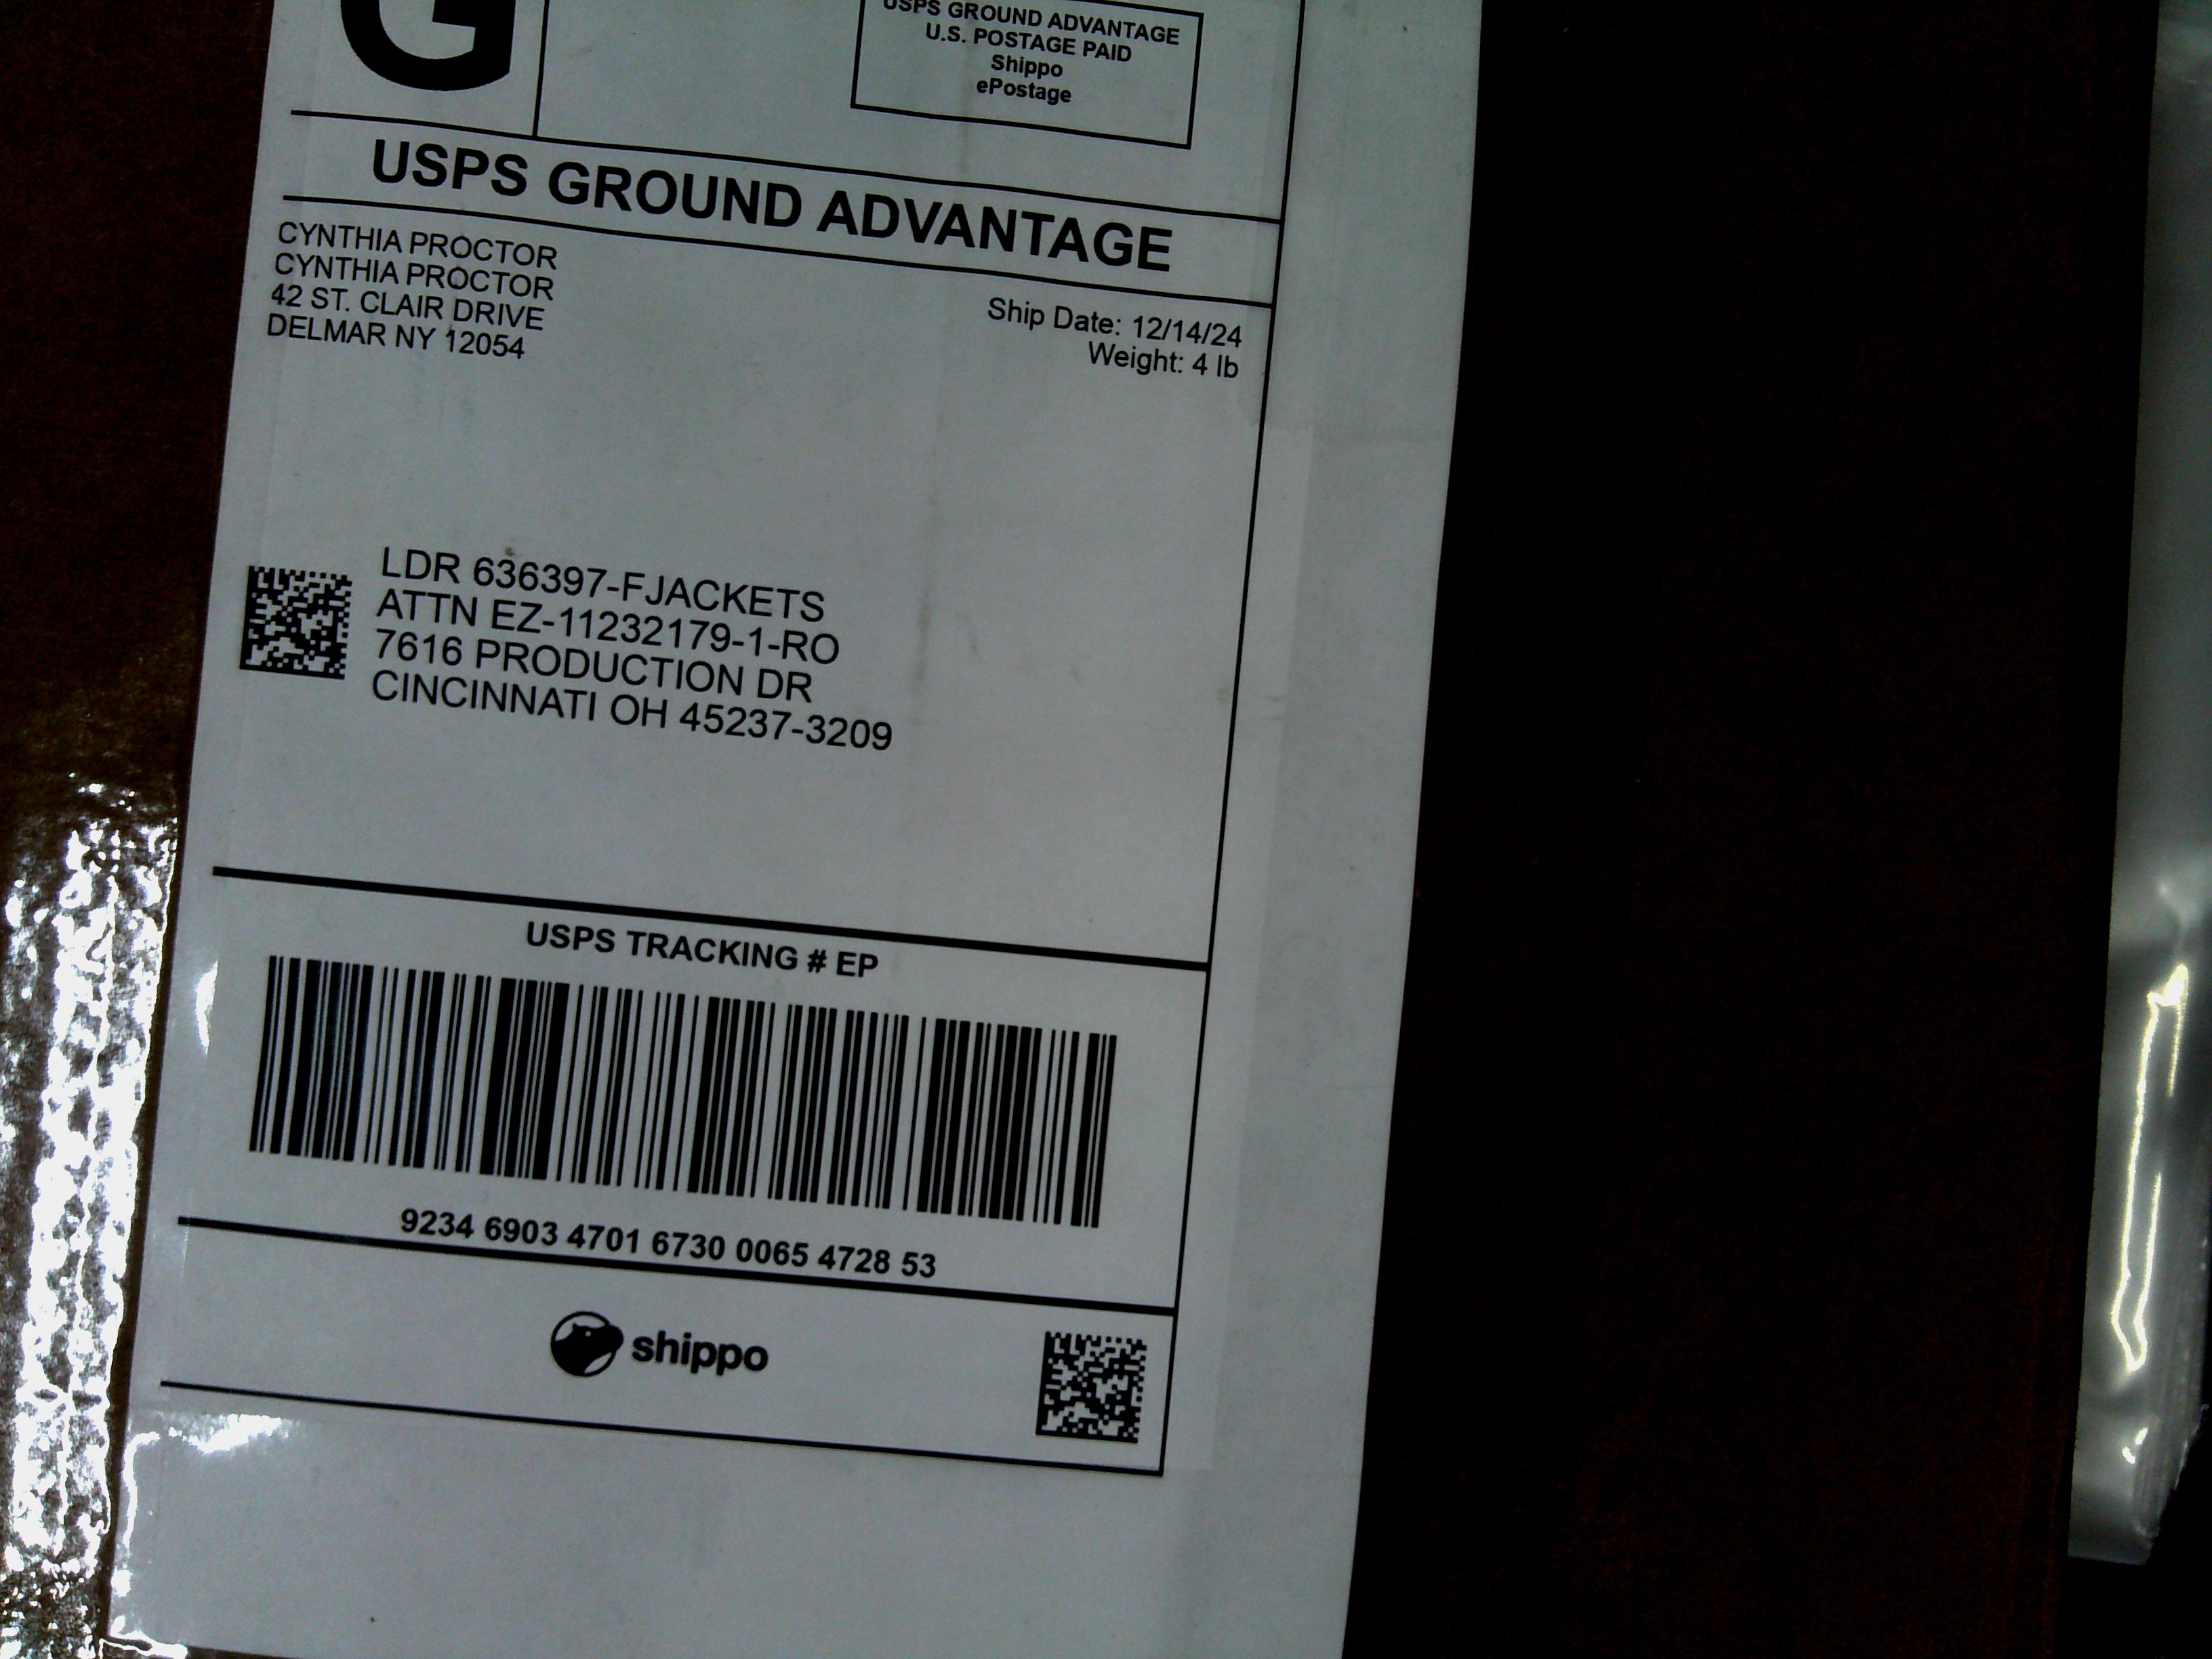 G
USPS GROUND ADVANTAGE
U.S. POSTAGE PAID
Shippo
ePostage
USPS GROUND ADVANTAGE
CYNTHIA PROCTOR
CYNTHIA PROCTOR
42 ST. CLAIR DRIVE
DELMAR NY 12054
Ship Date: 12/14/24
Weight: 4 lb
LDR 636397-FJACKETS
ATTN EZ-11232179-1-RO
7616 PRODUCTION DR
CINCINNATI OH 45237-3209
USPS TRACKING # EP
9234 6903 4701 6730 0065 4728 53
shippo